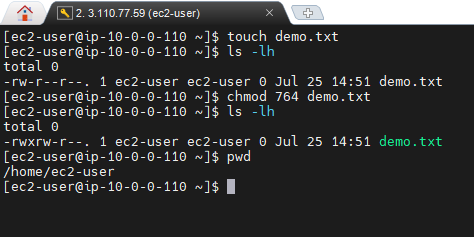 2. 3.110.77.59 (ec2-user)
[ec2-user@ip-10-0-0-110 ~]$ touch demo.txt
[ec2-user@ip-10-0-0-110 ~]$ ls -lh
total 0
-rw-r--r--. 1 ec2-user ec2-user 0 Jul 25 14:51 demo.txt
[ec2-user@ip-10-0-0-110 ~]$ chmod 764 demo.txt
[ec2-user@ip-10-0-0-110 ~]$ ls -lh
total 0
-rwxrw-r--. 1 ec2-user ec2-user 0 Jul 25 14:51 demo.txt
[ec2-user@ip-10-0-0-110 ~]$ pwd
/home/ec2-user
[ec2-user@ip-10-0-0-110 ~]$